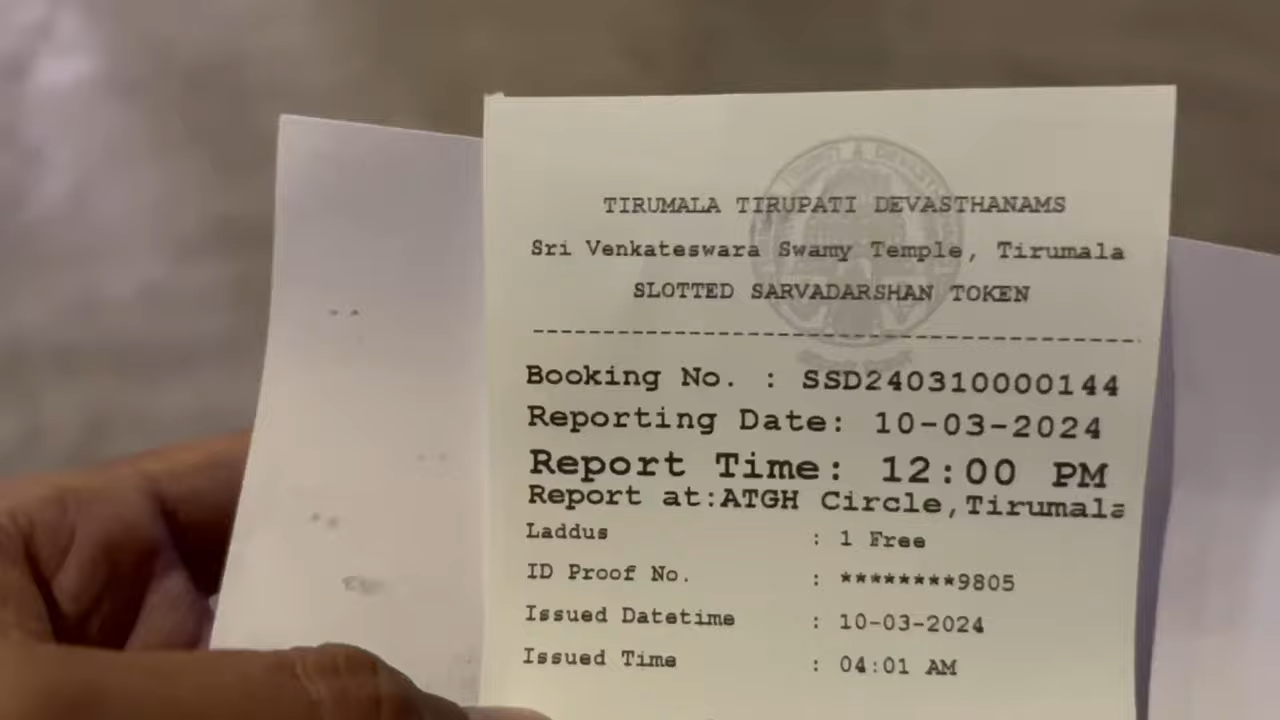 TIRUMALA TIRUPATI DEVASTHANAMS
Sri Venkateswara Swamy Temple, Tirumala
SLOTTED SARVADARSHAN TOKEN
Booking No. : SSD240310000144
Reporting Date: 10-03-2024
Report Time: 12:00 PM
Report at:ATGH Circle,Tirumala
Laddus : 1 Free
ID Proof No. : ********9805
Issued Datetime : 10-03-2024
Issued Time : 04:01 AM